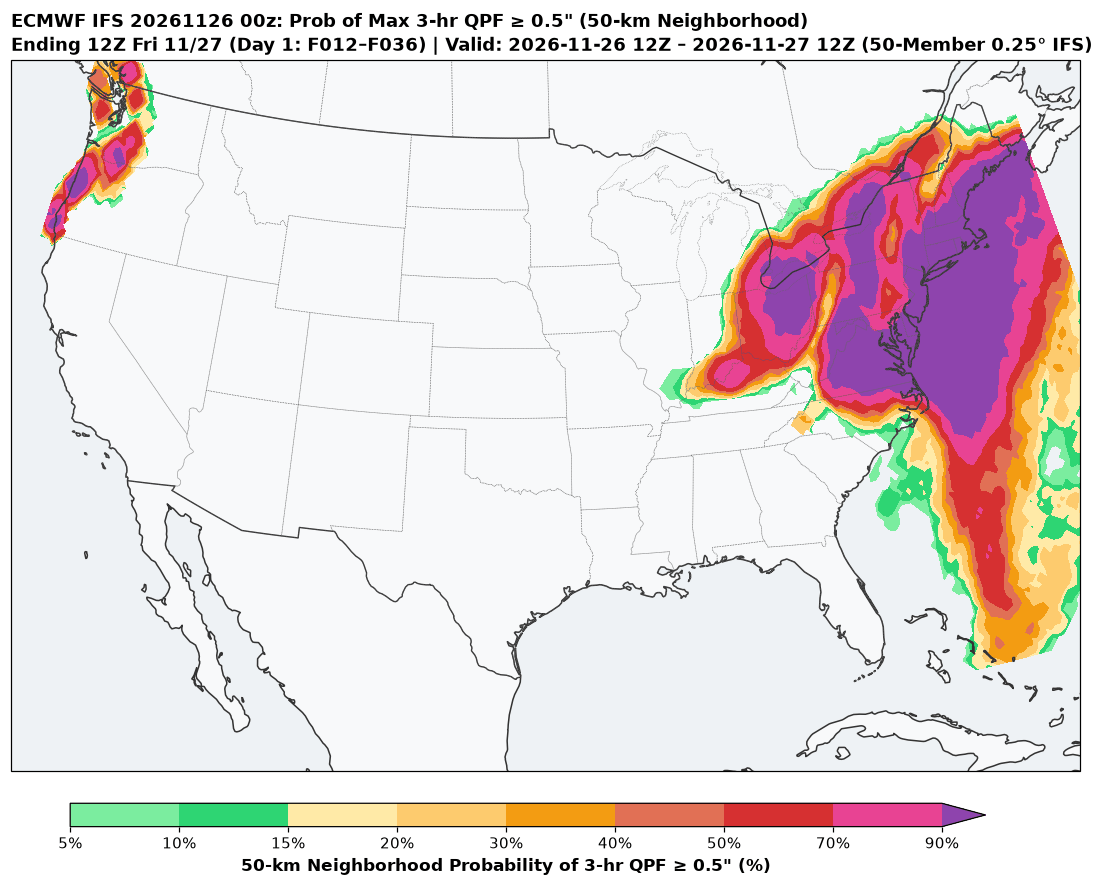 ECMWF IFS 20261126 00z: Prob of Max 3-hr QPF ≥ 0.5" (50-km Neighborhood)
Ending 12Z Fri 11/27 (Day 1: F012–F036) | Valid: 2026-11-26 12Z – 2026-11-27 12Z (50-Member 0.25° IFS)
5% 10% 15% 20% 30% 40% 50% 70% 90%
50-km Neighborhood Probability of 3-hr QPF ≥ 0.5" (%)